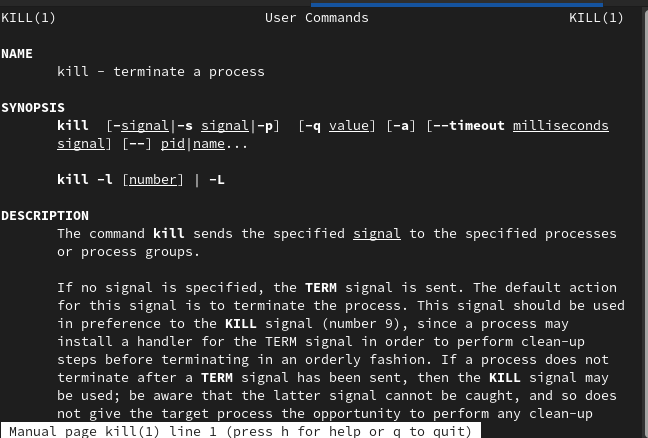 KILL(1) User Commands KILL(1)
NAME
kill - terminate a process
SYNOPSIS
kill [-signal|-s signal|-p] [-q value] [-a] [--timeout milliseconds
signal] [--] pid|name...
kill -l [number] | -L
DESCRIPTION
The command kill sends the specified signal to the specified processes
or process groups.
If no signal is specified, the TERM signal is sent. The default action
for this signal is to terminate the process. This signal should be used
in preference to the KILL signal (number 9), since a process may
install a handler for the TERM signal in order to perform clean-up
steps before terminating in an orderly fashion. If a process does not
terminate after a TERM signal has been sent, then the KILL signal may
be used; be aware that the latter signal cannot be caught, and so does
not give the target process the opportunity to perform any clean-up
Manual page kill(1) line 1 (press h for help or q to quit)